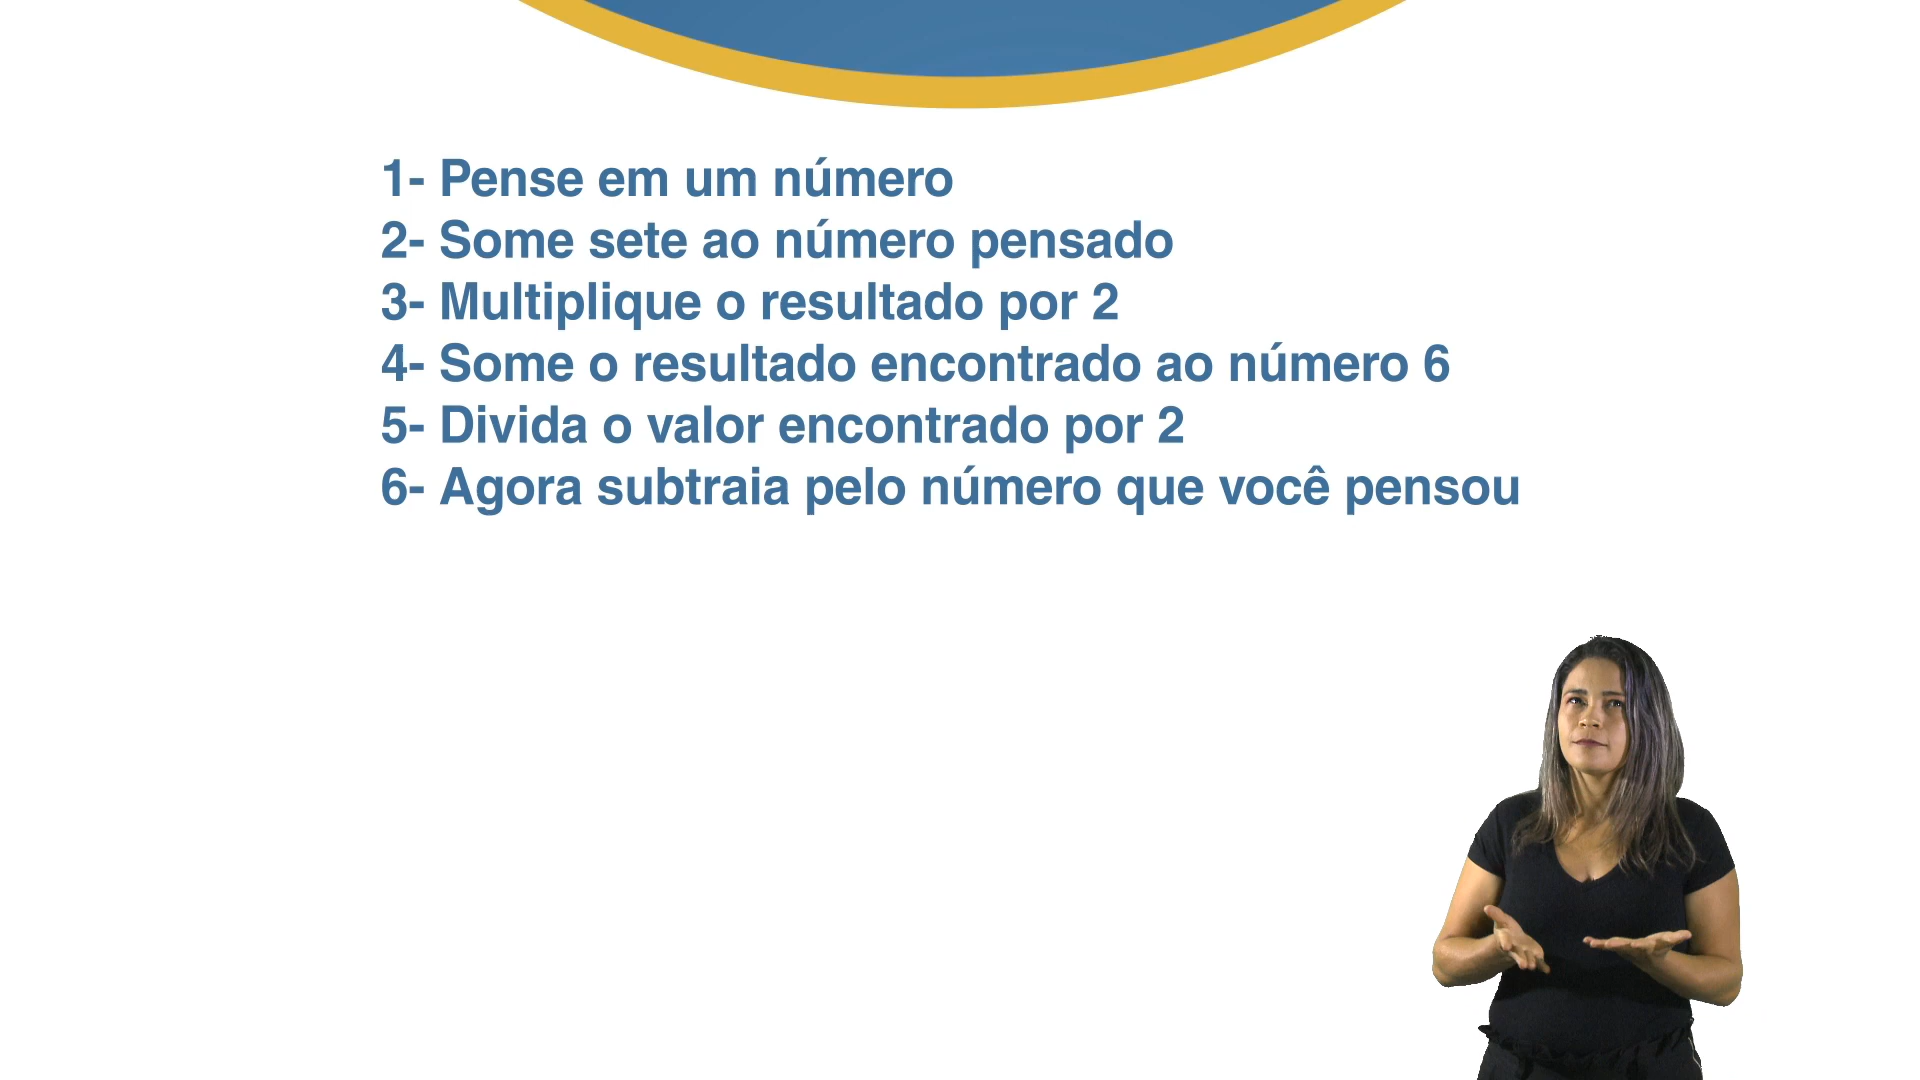 1- Pense em um número
2- Some sete ao número pensado
3- Multiplique o resultado por 2
4- Some o resultado encontrado ao número 6
5- Divida o valor encontrado por 2
6- Agora subtraia pelo número que você pensou